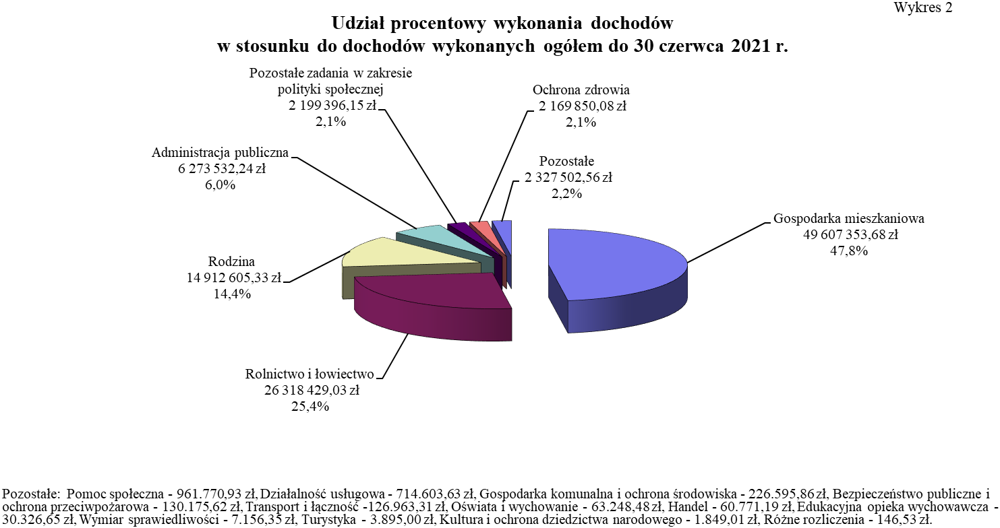 Wykres 2
Udział procentowy wykonania dochodów
w stosunku do dochodów wykonanych ogółem do 30 czerwca 2021 r.
Pozostałe zadania w zakresie
polityki społecznej
2 199 396,15 zł
2,1%
Ochrona zdrowia
2 169 850,08 zł
2,1%
Administracja publiczna
6 273 532,24 zł
6,0%
Pozostałe
2 327 502,56 zł
2,2%
Gospodarka mieszkaniowa
49 607 353,68 zł
47,8%
Rodzina
14 912 605,33 zł
14,4%
Rolnictwo i łowiectwo
26 318 429,03 zł
25,4%
Pozostałe: Pomoc społeczna - 961.770,93 zł, Działalność usługowa - 714.603,63 zł, Gospodarka komunalna i ochrona środowiska - 226.595,86 zł, Bezpieczeństwo publiczne i
ochrona przeciwpożarowa - 130.175,62 zł, Transport i łączność -126.963,31 zł, Oświata i wychowanie - 63.248,48 zł, Handel - 60.771,19 zł, Edukacyjna opieka wychowawcza -
30.326,65 zł, Wymiar sprawiedliwości - 7.156,35 zł, Turystyka - 3.895,00 zł, Kultura i ochrona dziedzictwa narodowego - 1.849,01 zł, Różne rozliczenia - 146,53 zł.